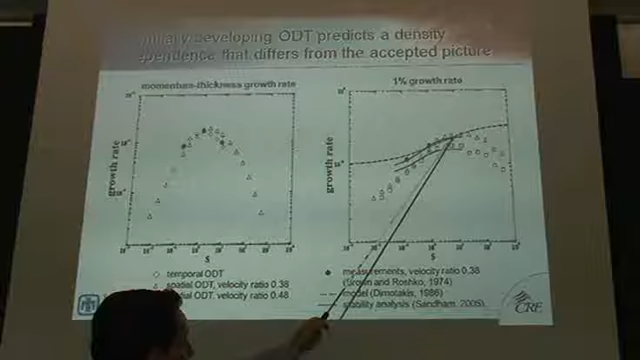 developing ODT predicts a density
that differs from the accepted picture
momentum-thickness growth rate
1% growth rate
growth rate
growth rate
S
S
temporal ODT
spatial ODT, velocity ratio 0.38
spatial ODT, velocity ratio 0.48
measurements, velocity ratio 0.38
(Brown and Roshko, 1974)
model (Dimotakis, 1986)
stability analysis (Sandham, 2005)
CRF